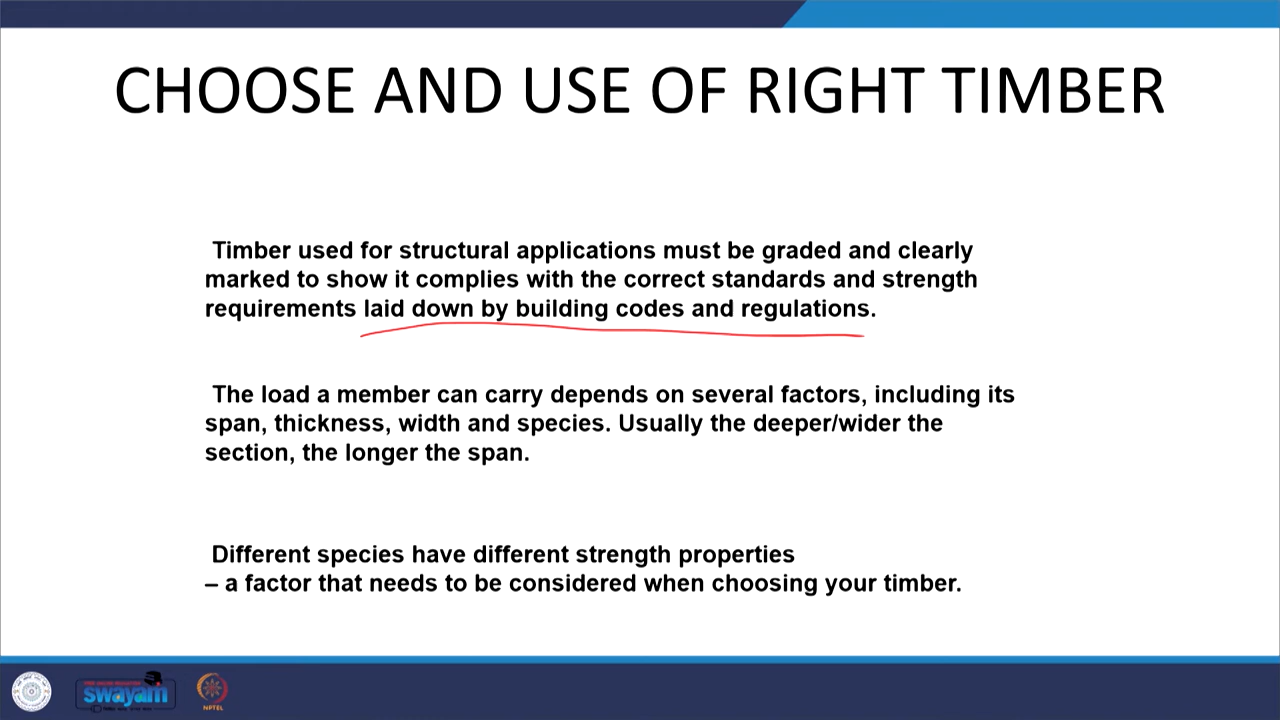 CHOOSE AND USE OF RIGHT TIMBER
Timber used for structural applications must be graded and clearly
marked to show it complies with the correct standards and strength
requirements laid down by building codes and regulations.
The load a member can carry depends on several factors, including its
span, thickness, width and species. Usually the deeper/wider the
section, the longer the span.
Different species have different strength properties
– a factor that needs to be considered when choosing your timber.
swayam
NPTEL